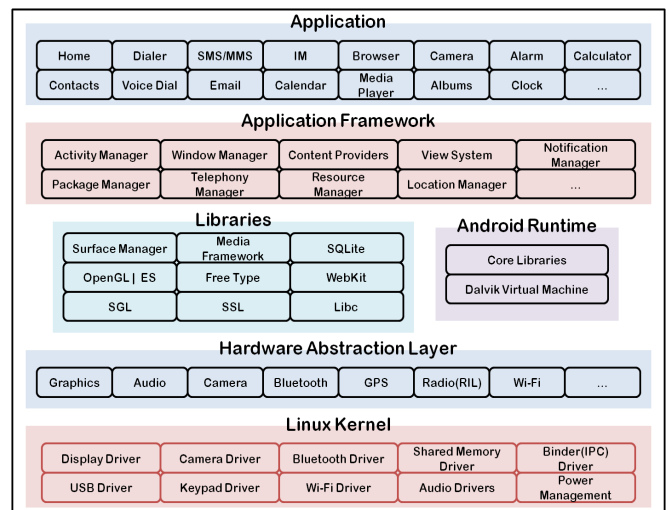 Application
Home Dialer SMS/MMS IM Browser Camera Alarm Calculator
Contacts Voice Dial Email Calendar Media Player Albums Clock ...
Application Framework
Activity Manager Window Manager Content Providers View System Notification Manager
Package Manager Telephony Manager Resource Manager Location Manager ...
Libraries
Surface Manager Media Framework SQLite
OpenGL | ES Free Type WebKit
SGL SSL Libc
Android Runtime
Core Libraries
Dalvik Virtual Machine
Hardware Abstraction Layer
Graphics Audio Camera Bluetooth GPS Radio(RIL) Wi-Fi ...
Linux Kernel
Display Driver Camera Driver Bluetooth Driver Shared Memory Driver Binder(IPC) Driver
USB Driver Keypad Driver Wi-Fi Driver Audio Drivers Power Management